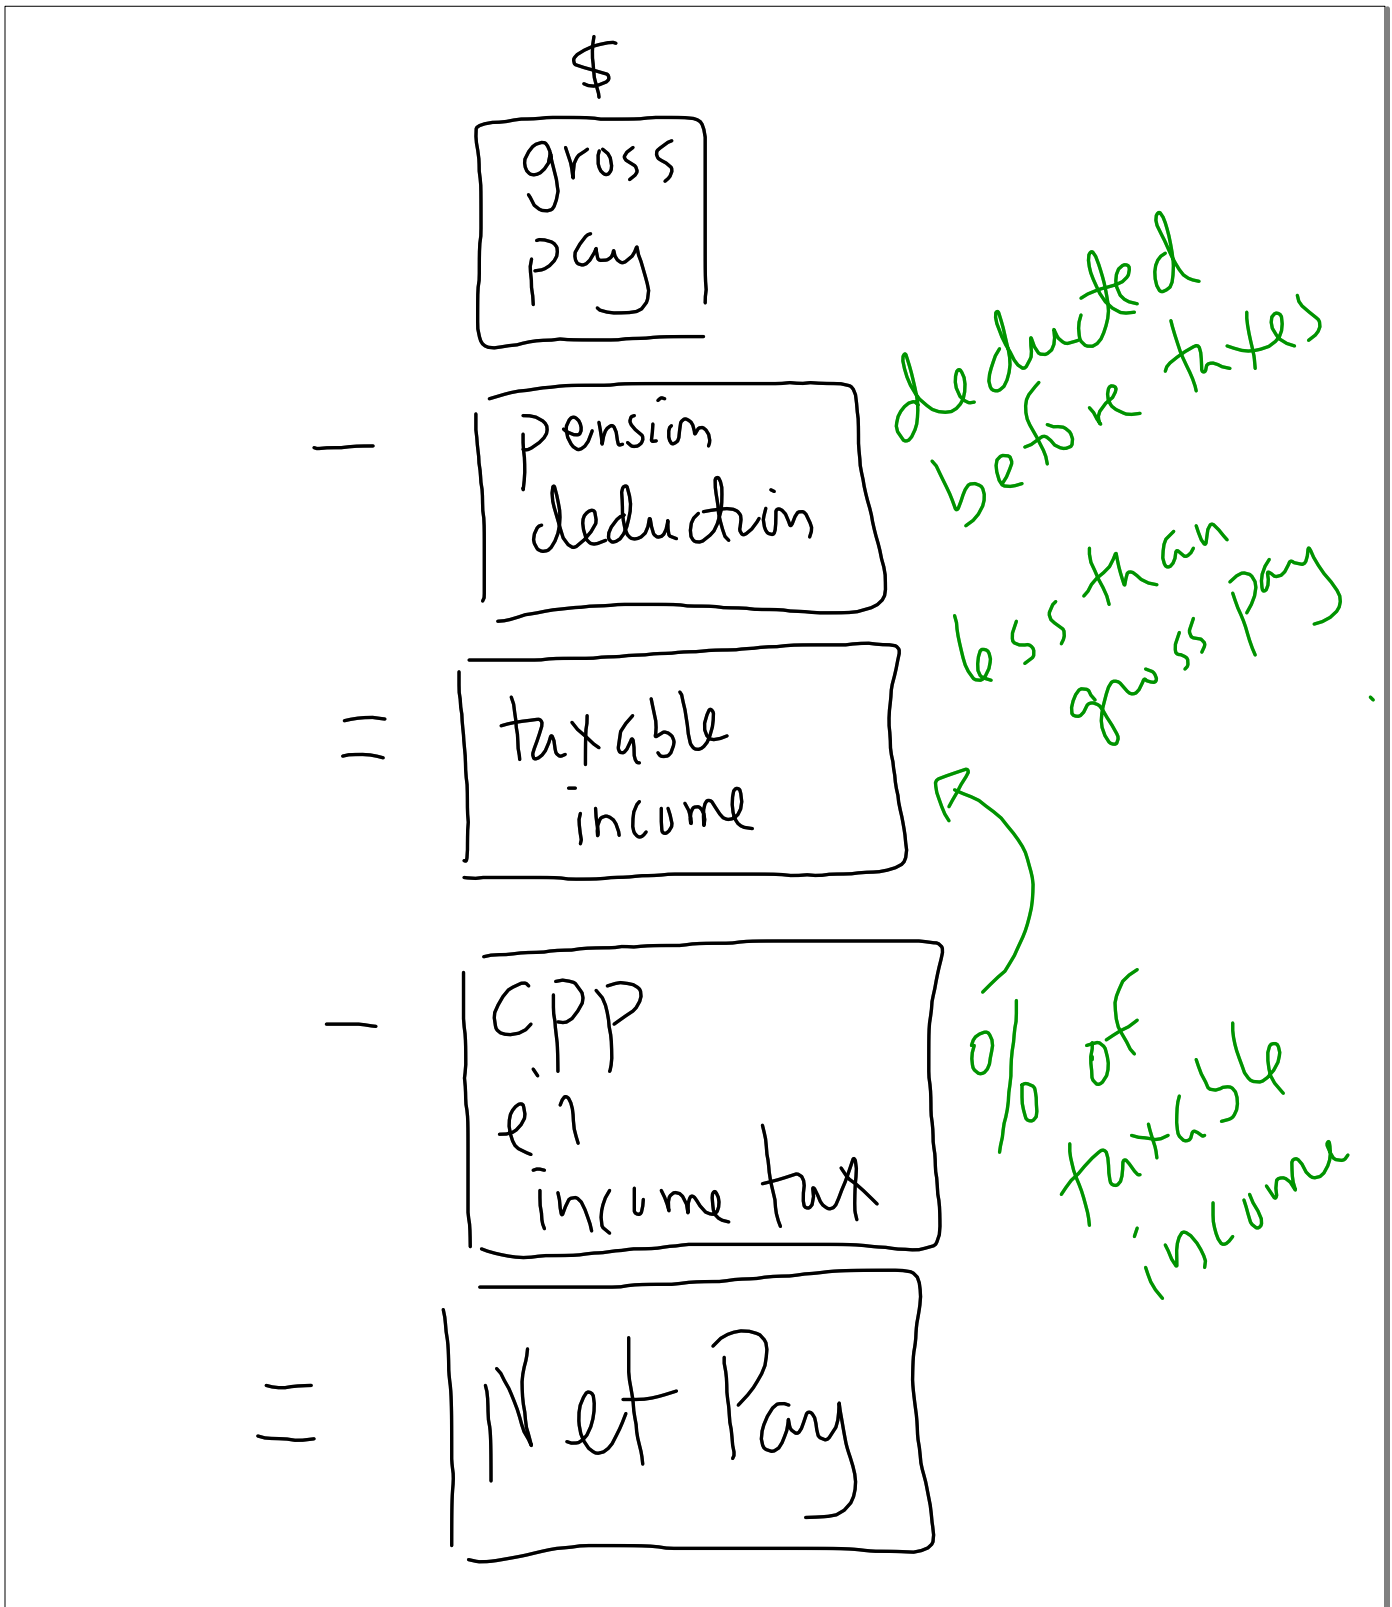 $
gross
pay
deducted
before taxes
- pension
deduction
less than
gross pay
= taxable
income
- CPP
ei
income tax
% of
taxable
income
= Net Pay